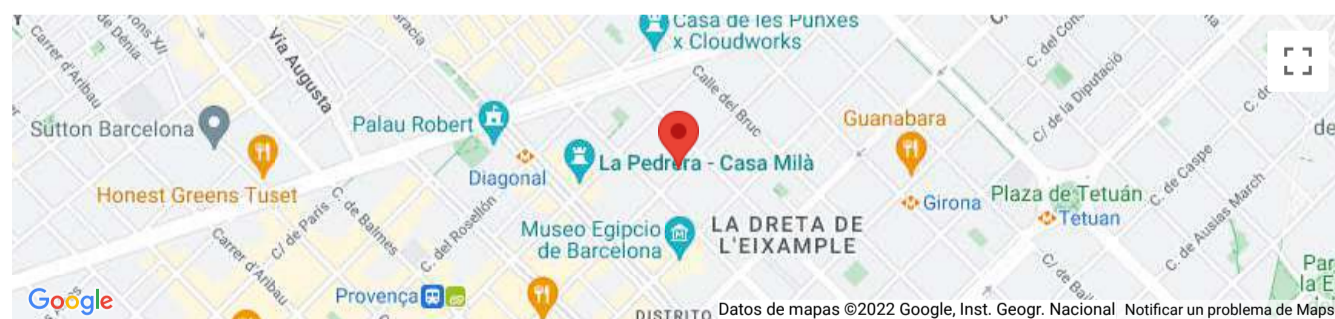 Casa de les Punxes
x Cloudworks
Via Augusta
Carrer d'Aribau
Calle del Bruc
C/ de la Diputació
Sutton Barcelona
Palau Robert
Guanabara
La Pedrera - Casa Milà
Diagonal
Honest Greens Tuset
C/ de París
C. de Balmes
C. del Rosellón
Carrer d'Aribau
Museo Egipcio
de Barcelona
LA DRETA DE
L'EIXAMPLE
Girona
Plaza de Tetuán
Tetuan
C. de Caspe
C. de Ausias March
Provença
Google
DISTRITO
Datos de mapas ©2022 Google, Inst. Geogr. Nacional
Notificar un problema de Maps